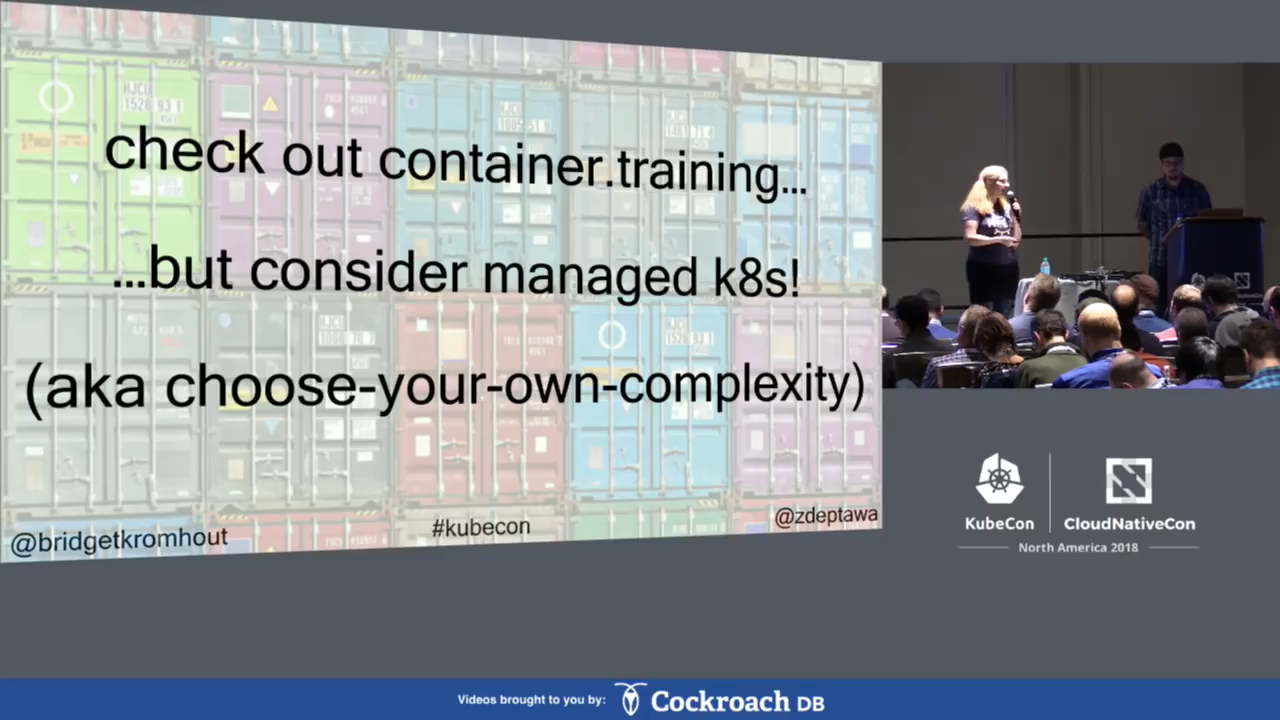 check out container.training...
...but consider managed k8s!
(aka choose-your-own-complexity)
@bridgetkromhout
#kubecon
@zdeptawa
KubeCon
CloudNativeCon
North America 2018
Videos brought to you by:
Cockroach DB